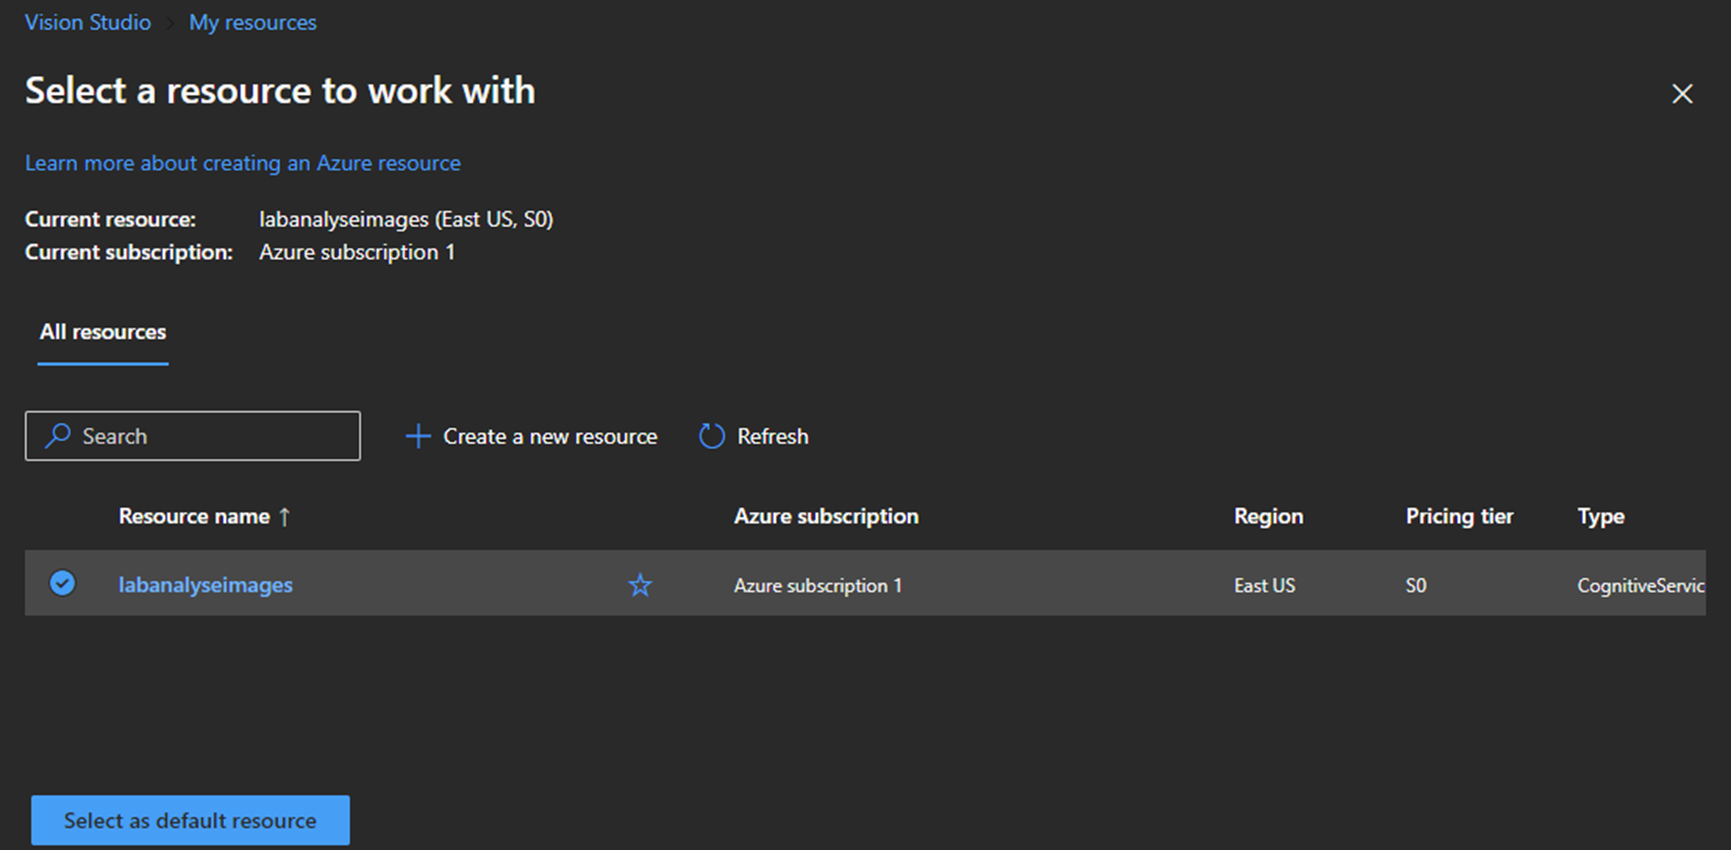 Vision Studio > My resources
Select a resource to work with
Learn more about creating an Azure resource
Current resource: labanalyseimages (East US, S0)
Current subscription: Azure subscription 1
All resources
Search Create a new resource Refresh
Resource name ↑ Azure subscription Region Pricing tier Type
labanalyseimages Azure subscription 1 East US S0 CognitiveServic
Select as default resource